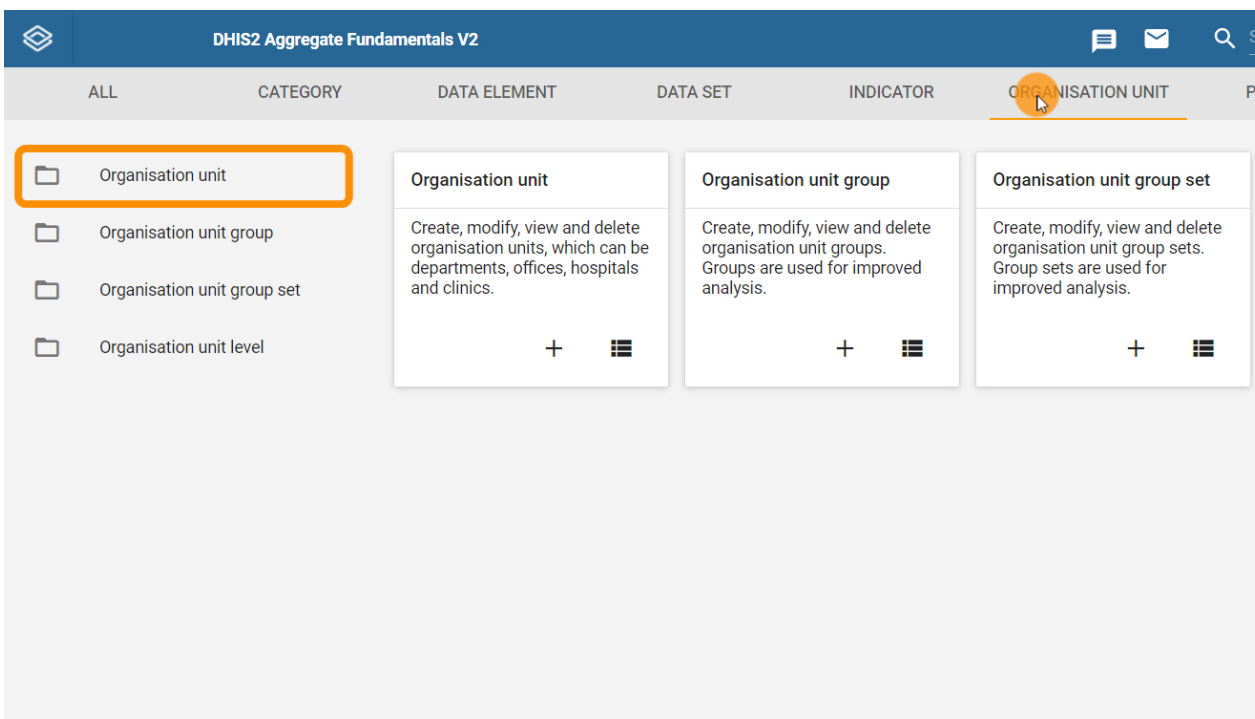 DHIS2 Aggregate Fundamentals V2
ALL CATEGORY DATA ELEMENT DATA SET INDICATOR ORGANISATION UNIT
Organisation unit
Organisation unit group
Organisation unit group set
Organisation unit level
Organisation unit
Create, modify, view and delete
organisation units, which can be
departments, offices, hospitals
and clinics.
Organisation unit group
Create, modify, view and delete
organisation unit groups.
Groups are used for improved
analysis.
Organisation unit group set
Create, modify, view and delete
organisation unit group sets.
Group sets are used for
improved analysis.